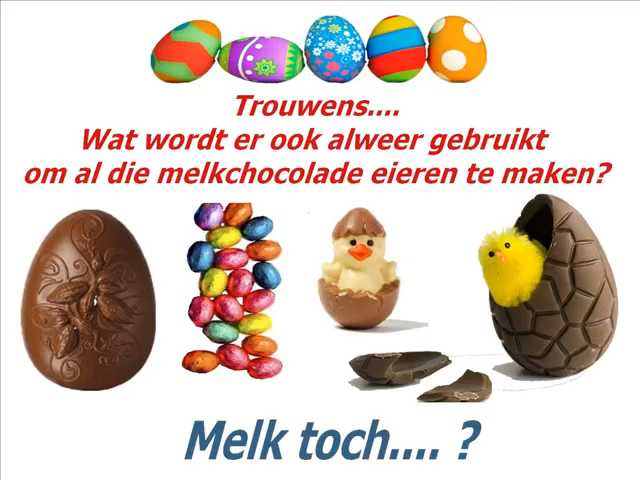 Trouwens....
Wat wordt er ook alweer gebruikt
om al die melkchocolade eieren te maken?
Melk toch.... ?